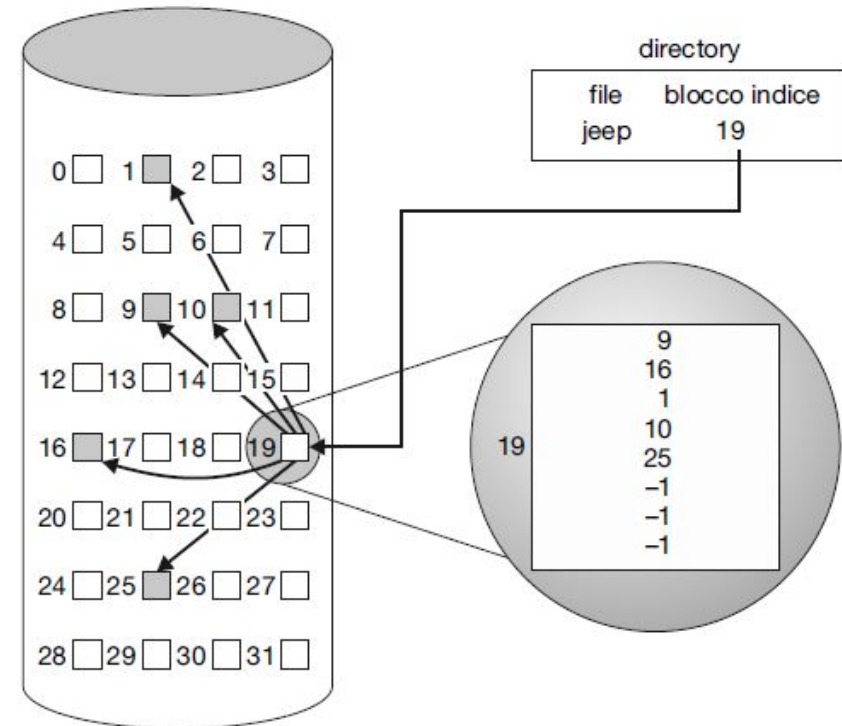 directory
file blocco indice
jeep 19
0 1 2 3
4 5 6 7
8 9 10 11
12 13 14 15
16 17 18 19
20 21 22 23
24 25 26 27
28 29 30 31
19
9
16
1
10
25
–1
–1
–1